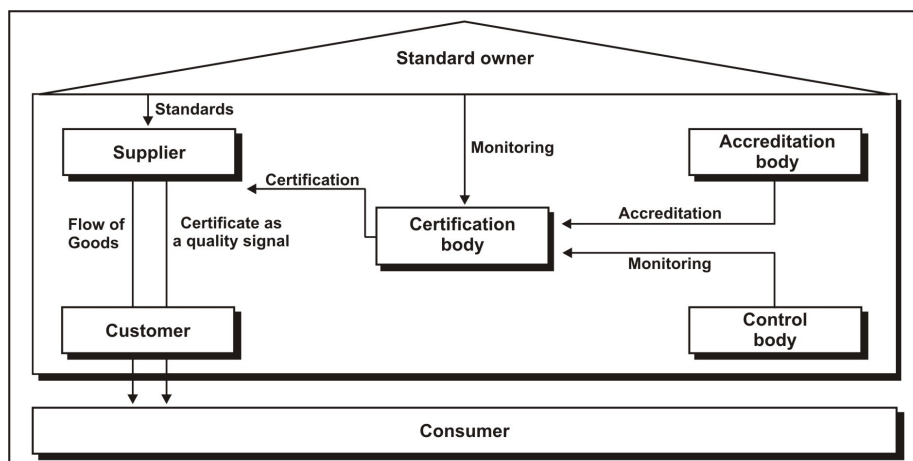 Standard owner
Standards
Supplier
Monitoring
Accreditation
body
Certification
Flow of
Goods
Certificate as
a quality signal
Certification
body
Accreditation
Monitoring
Customer
Control
body
Consumer